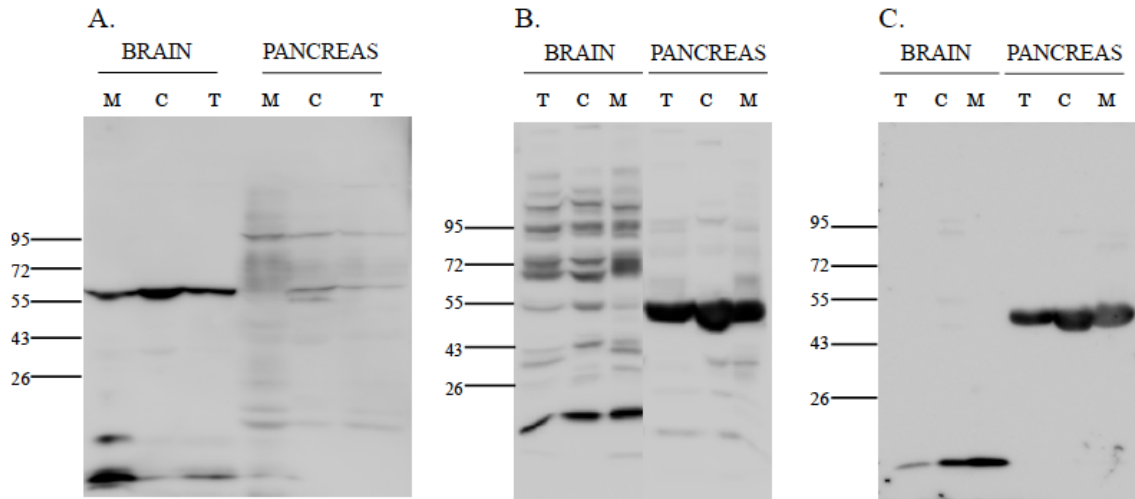 A.
BRAIN PANCREAS
M C T M C T
95
72
55
43
26
B.
BRAIN PANCREAS
T C M T C M
95
72
55
43
26
C.
BRAIN PANCREAS
T C M T C M
95
72
55
43
26